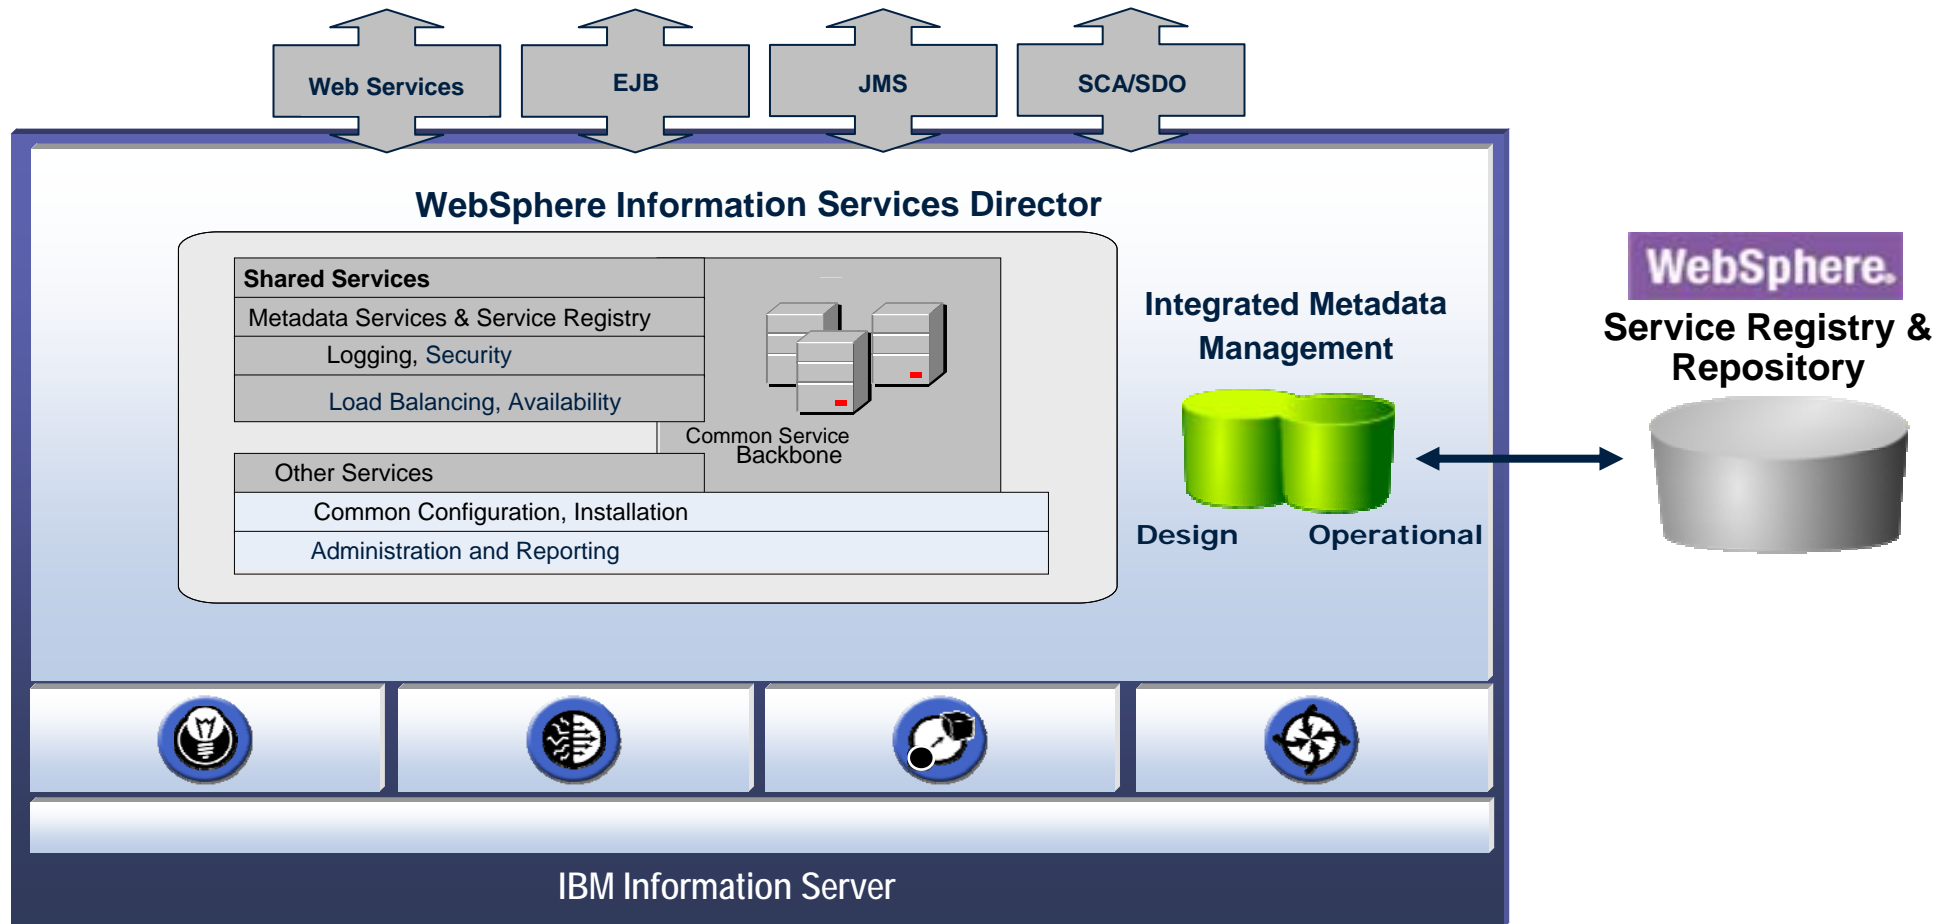 Web Services
EJB
JMS
SCA/SDO
WebSphere Information Services Director
Shared Services
Metadata Services & Service Registry
Logging, Security
Load Balancing, Availability
Common Service
Backbone
Other Services
Common Configuration, Installation
Administration and Reporting
Integrated Metadata
Management
Design Operational
WebSphere.
Service Registry &
Repository
IBM Information Server